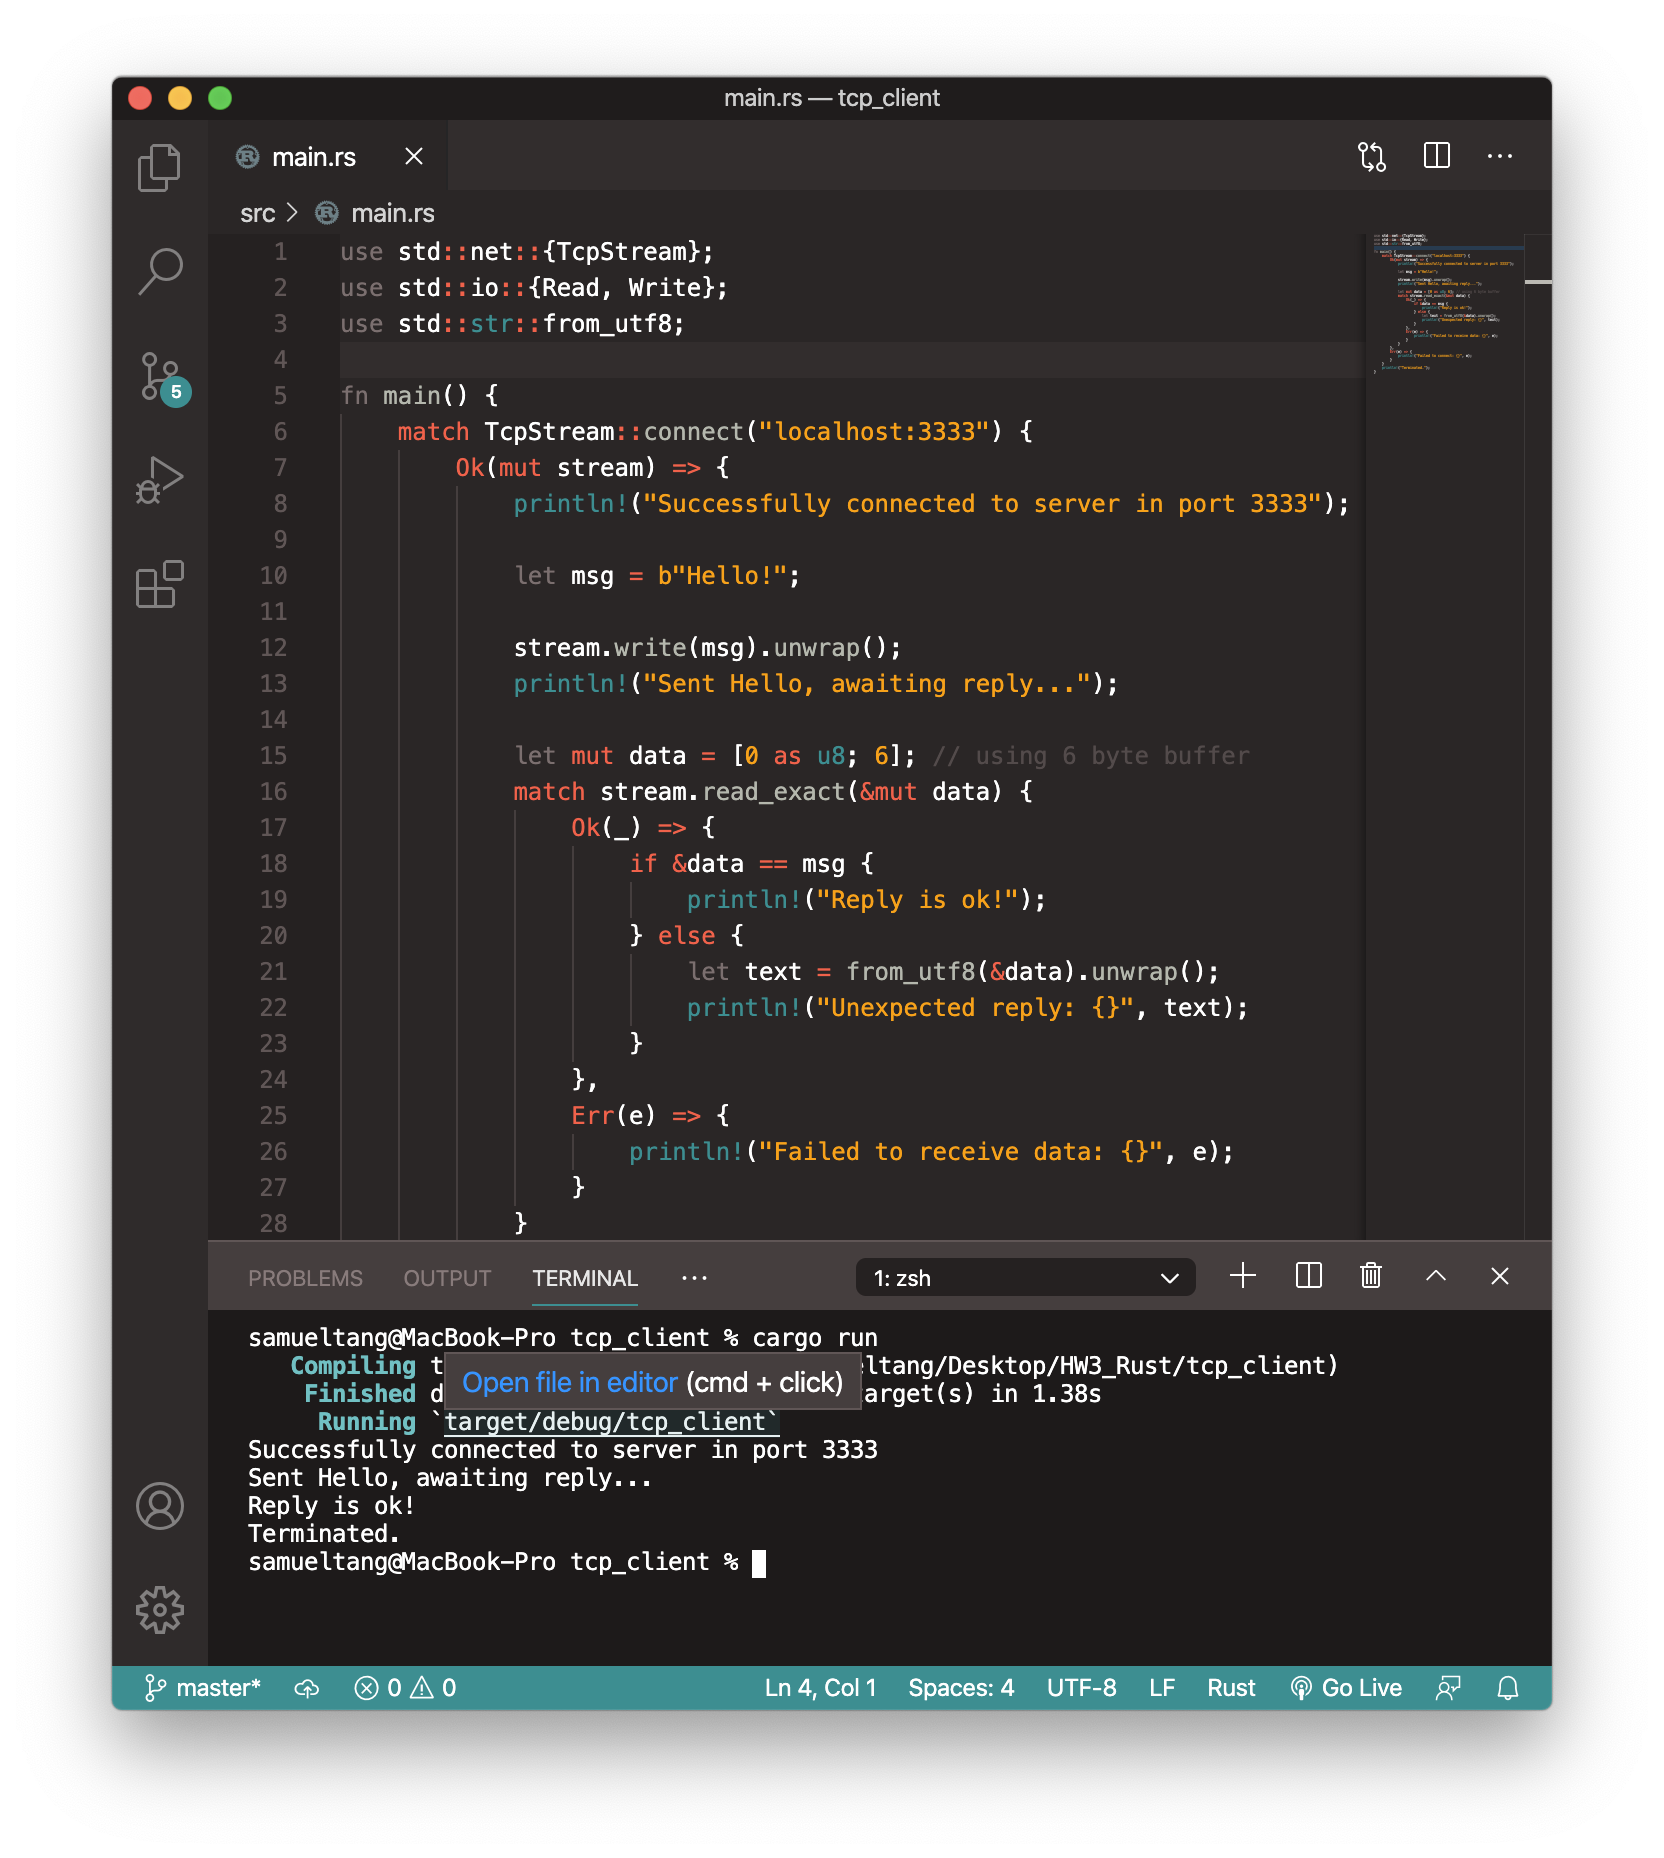 main.rs — tcp_client
main.rs
src > main.rs
1 use std::net::{TcpStream};
2 use std::io::{Read, Write};
3 use std::str::from_utf8;
4
5 fn main() {
6     match TcpStream::connect("localhost:3333") {
7         Ok(mut stream) => {
8             println!("Successfully connected to server in port 3333");
9
10             let msg = b"Hello!";
11
12             stream.write(msg).unwrap();
13             println!("Sent Hello, awaiting reply...");
14
15             let mut data = [0 as u8; 6]; // using 6 byte buffer
16             match stream.read_exact(&mut data) {
17                 Ok(_) => {
18                     if &data == msg {
19                         println!("Reply is ok!");
20                     } else {
21                         let text = from_utf8(&data).unwrap();
22                         println!("Unexpected reply: {}", text);
23                     }
24                 },
25                 Err(e) => {
26                     println!("Failed to receive data: {}", e);
27                 }
28             }
5
PROBLEMS OUTPUT TERMINAL ··· 1: zsh
samueltang@MacBook-Pro tcp_client % cargo run
Compiling t eltang/Desktop/HW3_Rust/tcp_client)
Open file in editor (cmd + click)
Finished d arget(s) in 1.38s
Running `target/debug/tcp_client`
Successfully connected to server in port 3333
Sent Hello, awaiting reply...
Reply is ok!
Terminated.
samueltang@MacBook-Pro tcp_client %
master* 0 0 Ln 4, Col 1 Spaces: 4 UTF-8 LF Rust Go Live